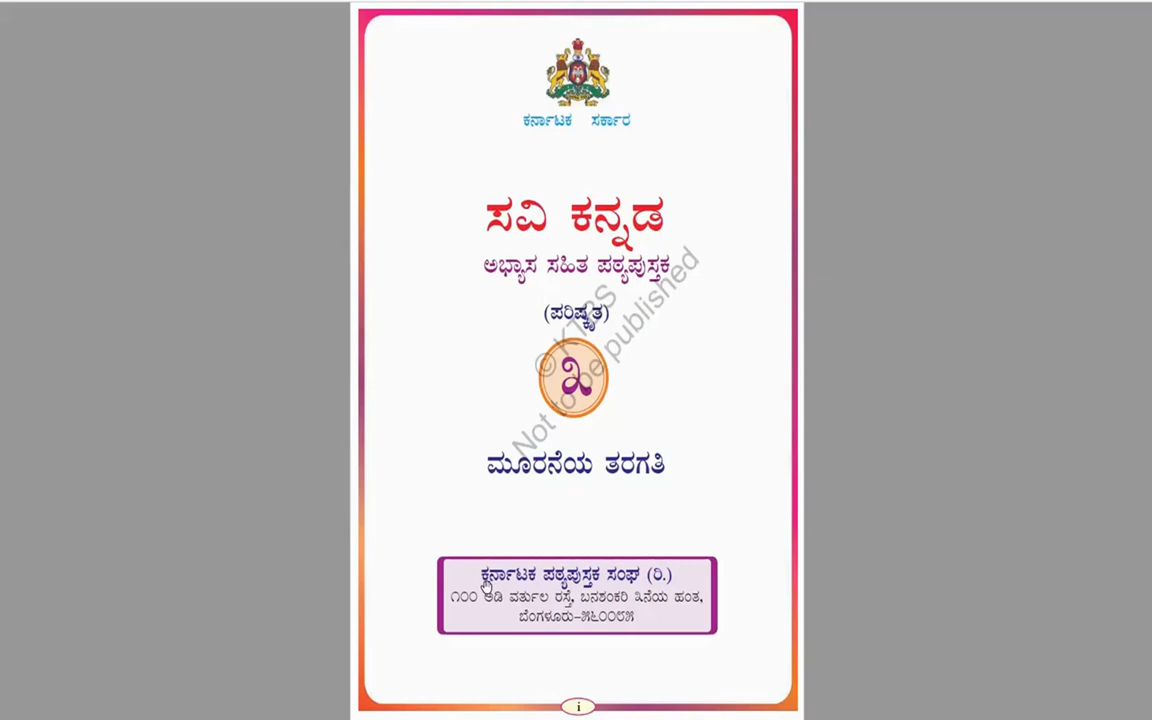 ಕರ್ನಾಟಕ ಸರ್ಕಾರ
ಸವಿ ಕನ್ನಡ
ಅಭ್ಯಾಸ ಸಹಿತ ಪಠ್ಯಪುಸ್ತಕ
(ಪರಿಷ್ಕೃತ)
© KTBS
Not to be published
೩
ಮೂರನೆಯ ತರಗತಿ
ಕರ್ನಾಟಕ ಪಠ್ಯಪುಸ್ತಕ ಸಂಘ (ರಿ.)
೧೦೦ ಅಡಿ ವರ್ತುಲ ರಸ್ತೆ, ಬನಶಂಕರಿ ೩ನೆಯ ಹಂತ,
ಬೆಂಗಳೂರು-೫೬೦೦೮೫
i